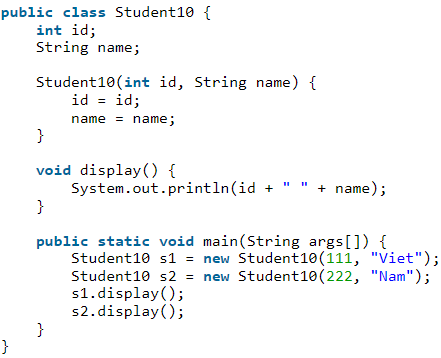 public class Student10 {
    int id;
    String name;

    Student10(int id, String name) {
        id = id;
        name = name;
    }

    void display() {
        System.out.println(id + " " + name);
    }

    public static void main(String args[]) {
        Student10 s1 = new Student10(111, "Viet");
        Student10 s2 = new Student10(222, "Nam");
        s1.display();
        s2.display();
    }
}